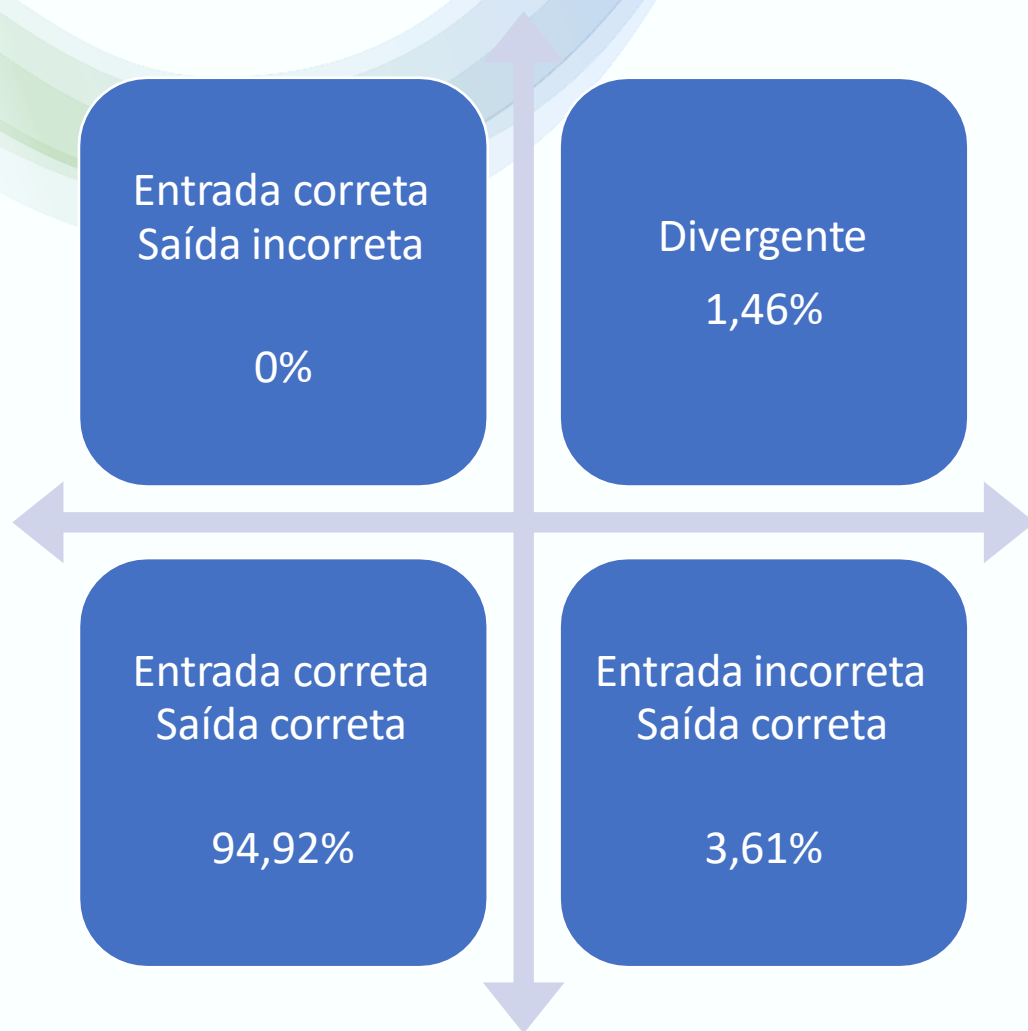 Entrada correta
Saída incorreta
0%
Divergente
1,46%
Entrada correta
Saída correta
94,92%
Entrada incorreta
Saída correta
3,61%